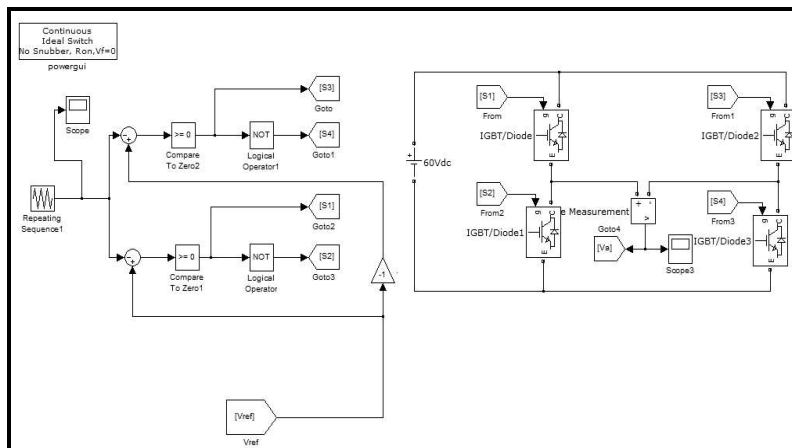 Continuous
Ideal Switch
No Snubber, Ron,Vf=0
powergui
Scope
Repeating
Sequence1
>= 0
Compare
To Zero2
NOT
Logical
Operator1
[S3]
Goto
[S4]
Goto1
>= 0
Compare
To Zero1
NOT
Logical
Operator
[S1]
Goto2
[S2]
Goto3
-1
[Vref]
Vref
60Vdc
[S1]
From
g
C
E
IGBT/Diode
[S3]
From1
g
C
E
IGBT/Diode2
[S2]
From2
g
C
E
IGBT/Diode1
e Measurement
+
-
v
Goto4
[Va]
Scope3
[S4]
From3
g
C
E
IGBT/Diode3